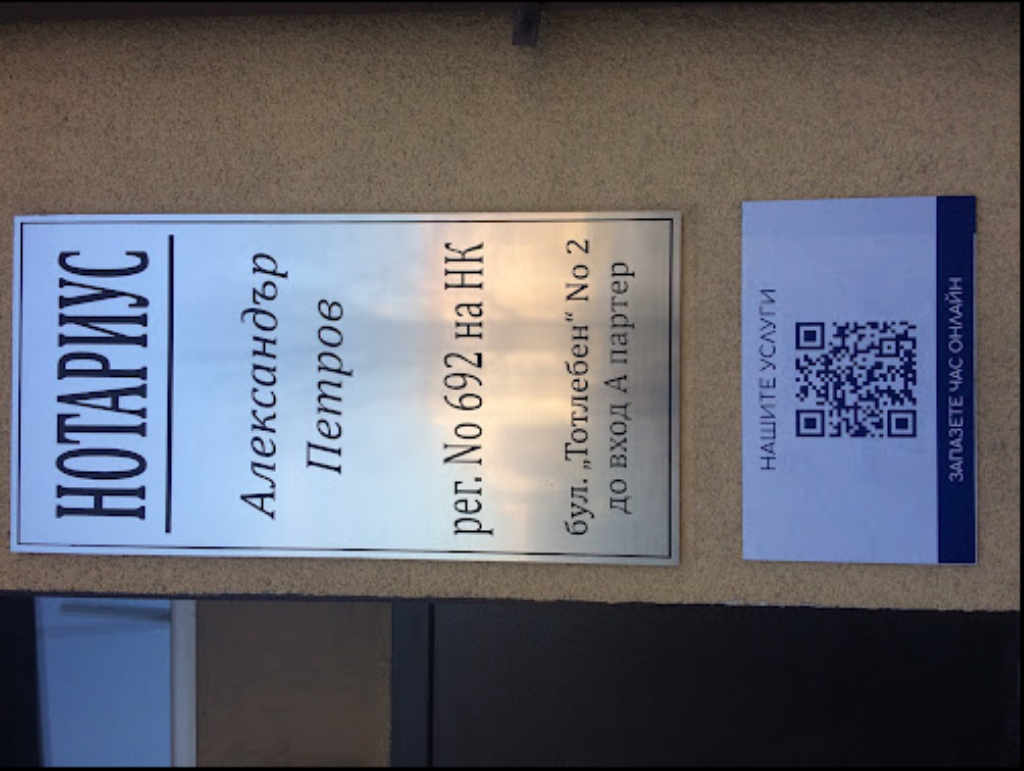 НОТАРИУС
Александър
Петров
рег. No 692 на НК
бул. „Тотлебен“ No 2
до вход А партер
НАШИТЕ УСЛУГИ
ЗАПАЗЕТЕ ЧАС ОНЛАЙН